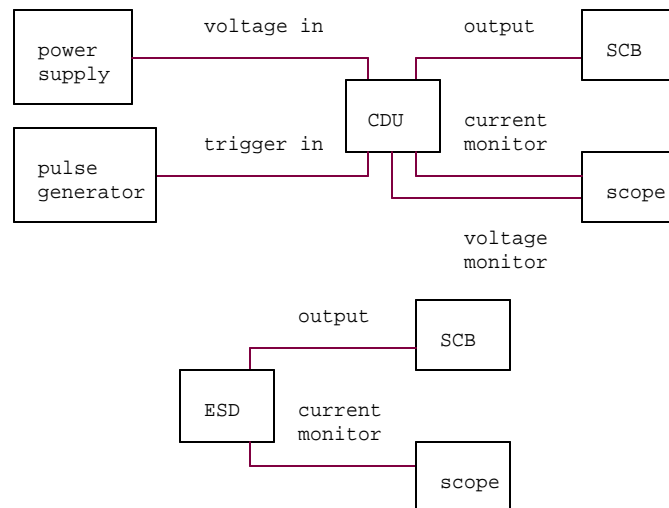 voltage in
output
power
supply
SCB
CDU
current
monitor
trigger in
pulse
generator
scope
voltage
monitor
output
SCB
ESD
current
monitor
scope